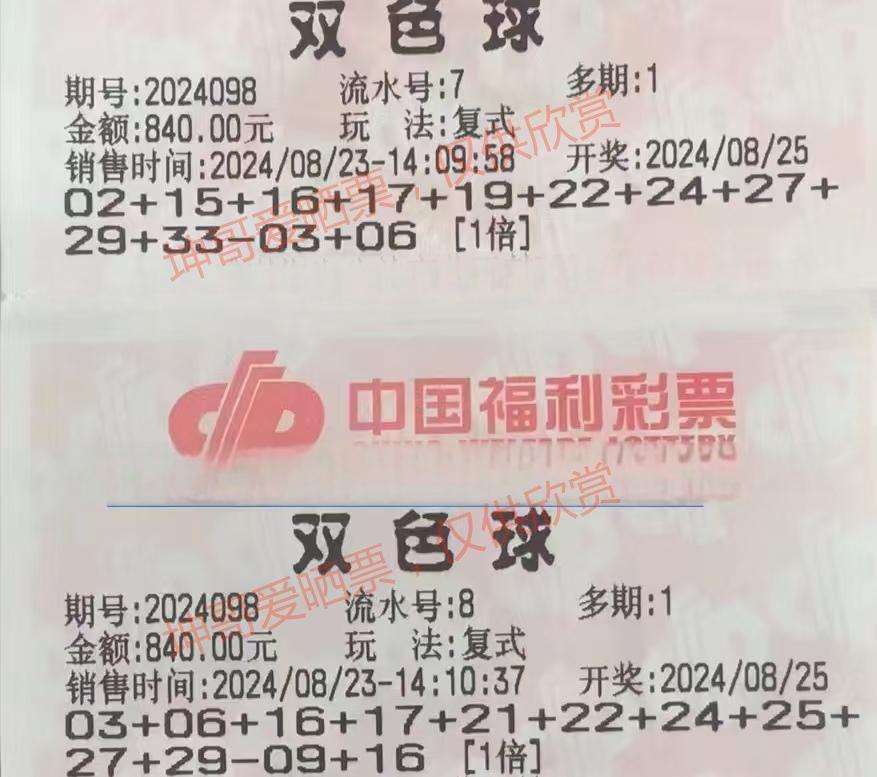 双色球
期号:2024098 流水号:7 多期:1
金额:840.00元 玩 法:复式
销售时间:2024/08/23-14:09:58 开奖:2024/08/25
02+15+16+17+19+22+24+27+
29+33-03+06 [1倍]
坤哥爱晒票,仅供欣赏
中国福利彩票
双色球
期号:2024098 流水号:8 多期:1
金额:840.00元 玩 法:复式
销售时间:2024/08/23-14:10:37 开奖:2024/08/25
03+06+16+17+21+22+24+25+
27+29-09+16 [1倍]
坤哥爱晒票,仅供欣赏